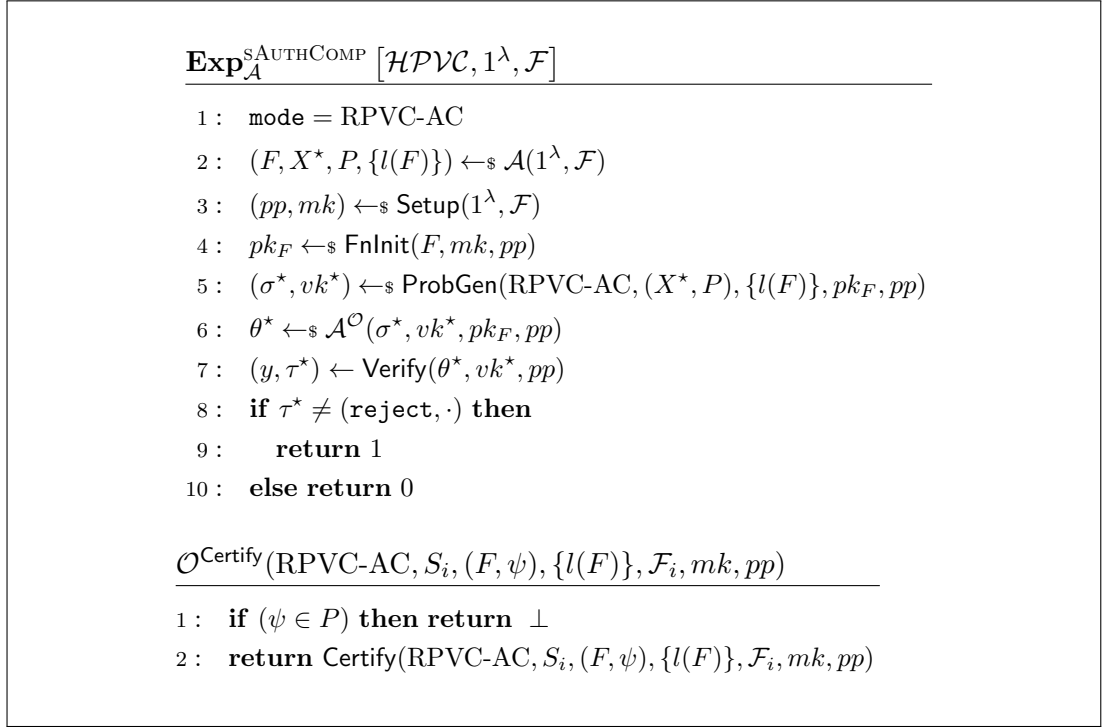 Exp_𝒜^{sAuthComp} [ℋ𝒫𝒱𝒞, 1^λ, ℱ]
1 : mode = RPVC-AC
2 : (F, X^⋆, P, {l(F)}) ←$ 𝒜(1^λ, ℱ)
3 : (pp, mk) ←$ Setup(1^λ, ℱ)
4 : pk_F ←$ FnInit(F, mk, pp)
5 : (σ^⋆, vk^⋆) ←$ ProbGen(RPVC-AC, (X^⋆, P), {l(F)}, pk_F, pp)
6 : θ^⋆ ←$ 𝒜^𝒪(σ^⋆, vk^⋆, pk_F, pp)
7 : (y, τ^⋆) ← Verify(θ^⋆, vk^⋆, pp)
8 : if τ^⋆ ≠ (reject, ·) then
9 : return 1
10 : else return 0
𝒪^{Certify}(RPVC-AC, S_i, (F, ψ), {l(F)}, ℱ_i, mk, pp)
1 : if (ψ ∈ P) then return ⊥
2 : return Certify(RPVC-AC, S_i, (F, ψ), {l(F)}, ℱ_i, mk, pp)